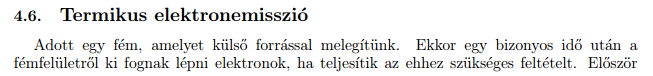 4.6. Termikus elektronemisszió
Adott egy fém, amelyet külső forrással melegítünk. Ekkor egy bizonyos idő után a
fémfelületről ki fognak lépni elektronok, ha teljesítik az ehhez szükséges feltételt. Először